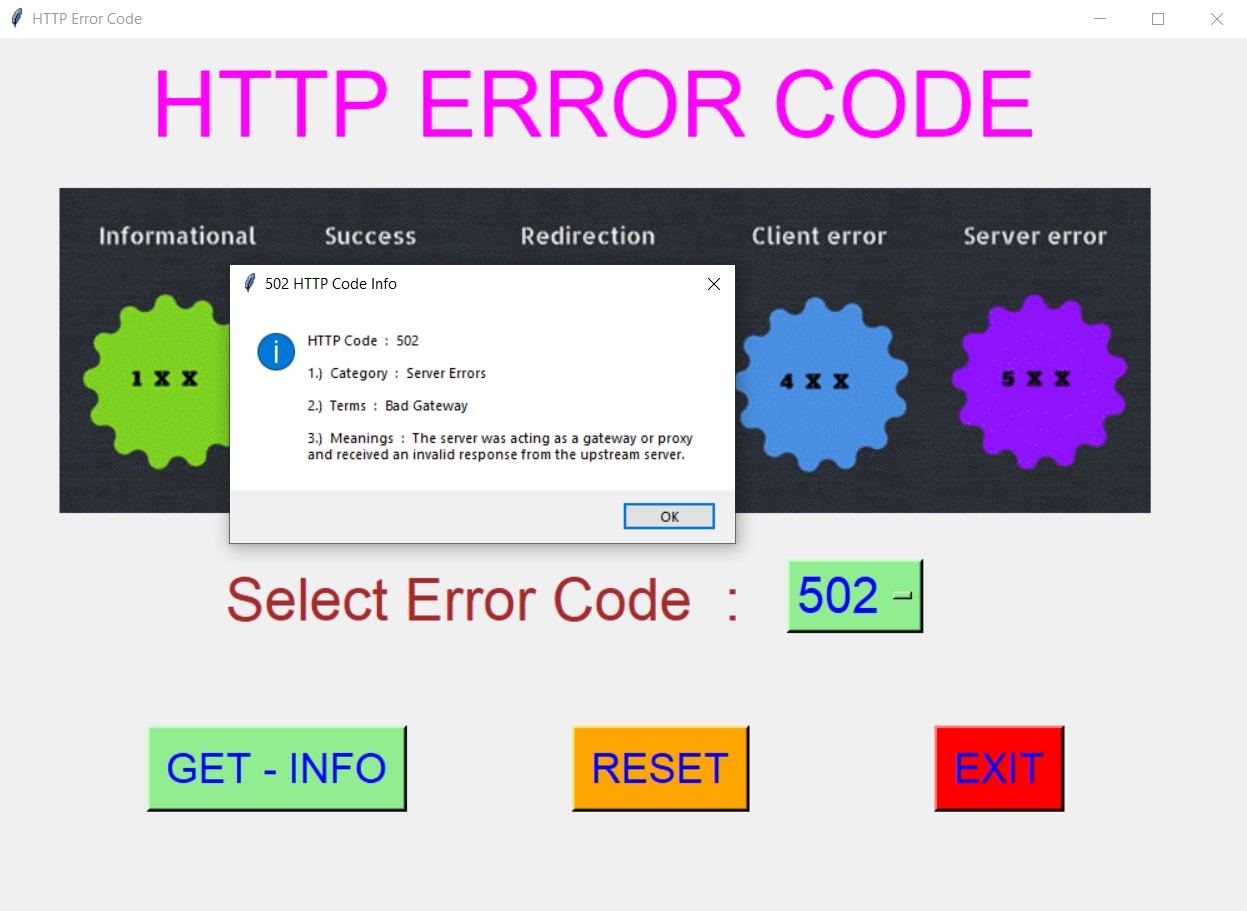 HTTP Error Code
HTTP ERROR CODE
Informational Success Redirection Client error Server error
502 HTTP Code Info
HTTP Code : 502
1.) Category : Server Errors
2.) Terms : Bad Gateway
3.) Meanings : The server was acting as a gateway or proxy
and received an invalid response from the upstream server.
OK
1 X X 4 X X 5 X X
Select Error Code : 502
GET - INFO RESET EXIT